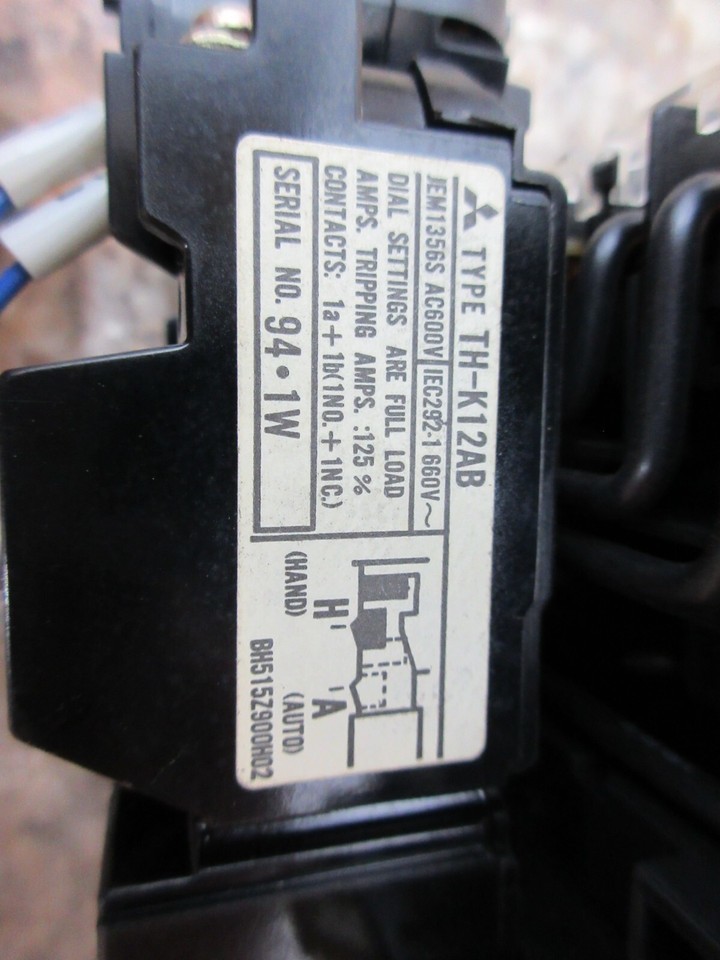 TYPE TH-K12AB
JEM1356S AC600V IEC292-1 660V~
DIAL SETTINGS ARE FULL LOAD
AMPS. TRIPPING AMPS. :125%
CONTACTS: 1a+1b(1NO.+1NC.)
SERIAL NO. 94•1W
H A
(HAND) (AUTO)
BH515Z900H02